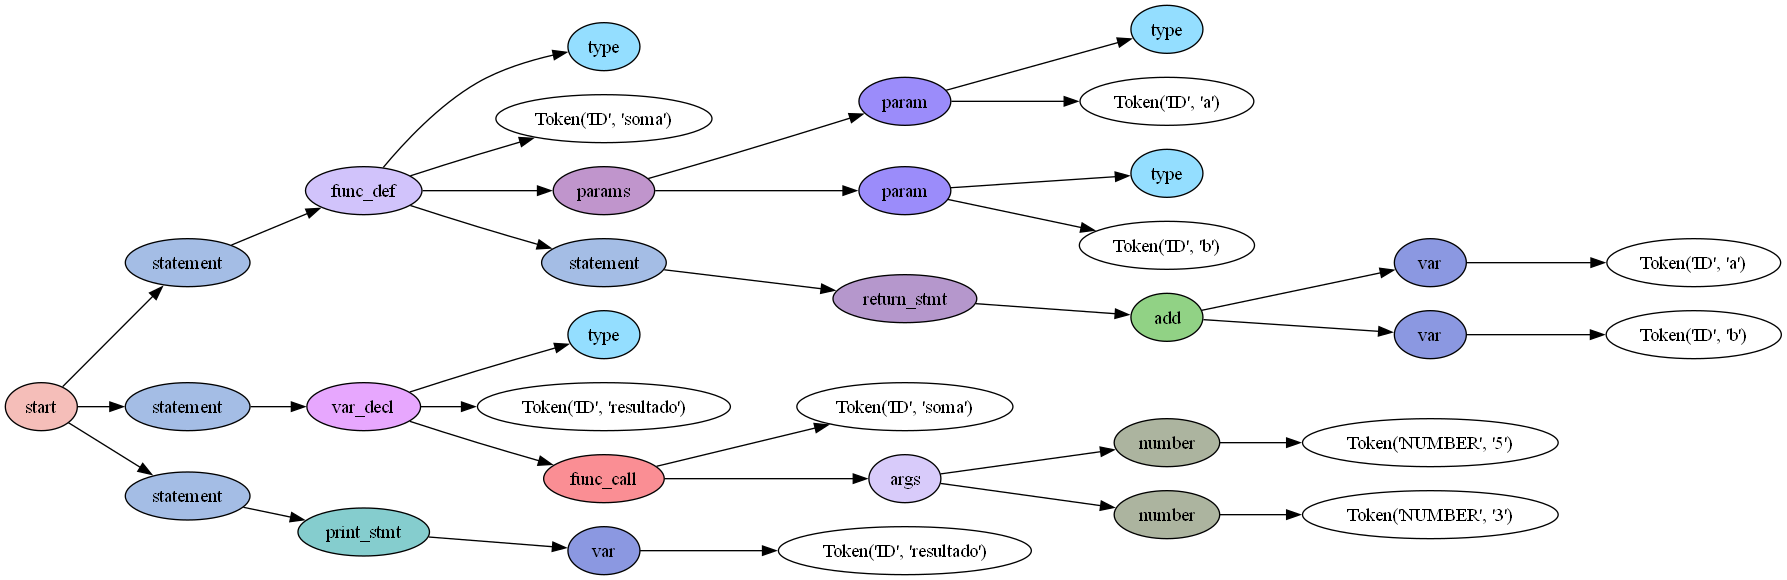 type
type
Token('ID', 'soma')
param
Token('ID', 'a')
func_def
params
param
type
Token('ID', 'b')
statement
statement
return_stmt
add
var
Token('ID', 'a')
var
Token('ID', 'b')
type
start
statement
var_decl
Token('ID', 'resultado')
Token('ID', 'soma')
func_call
args
number
Token('NUMBER', '5')
number
Token('NUMBER', '3')
statement
print_stmt
var
Token('ID', 'resultado')